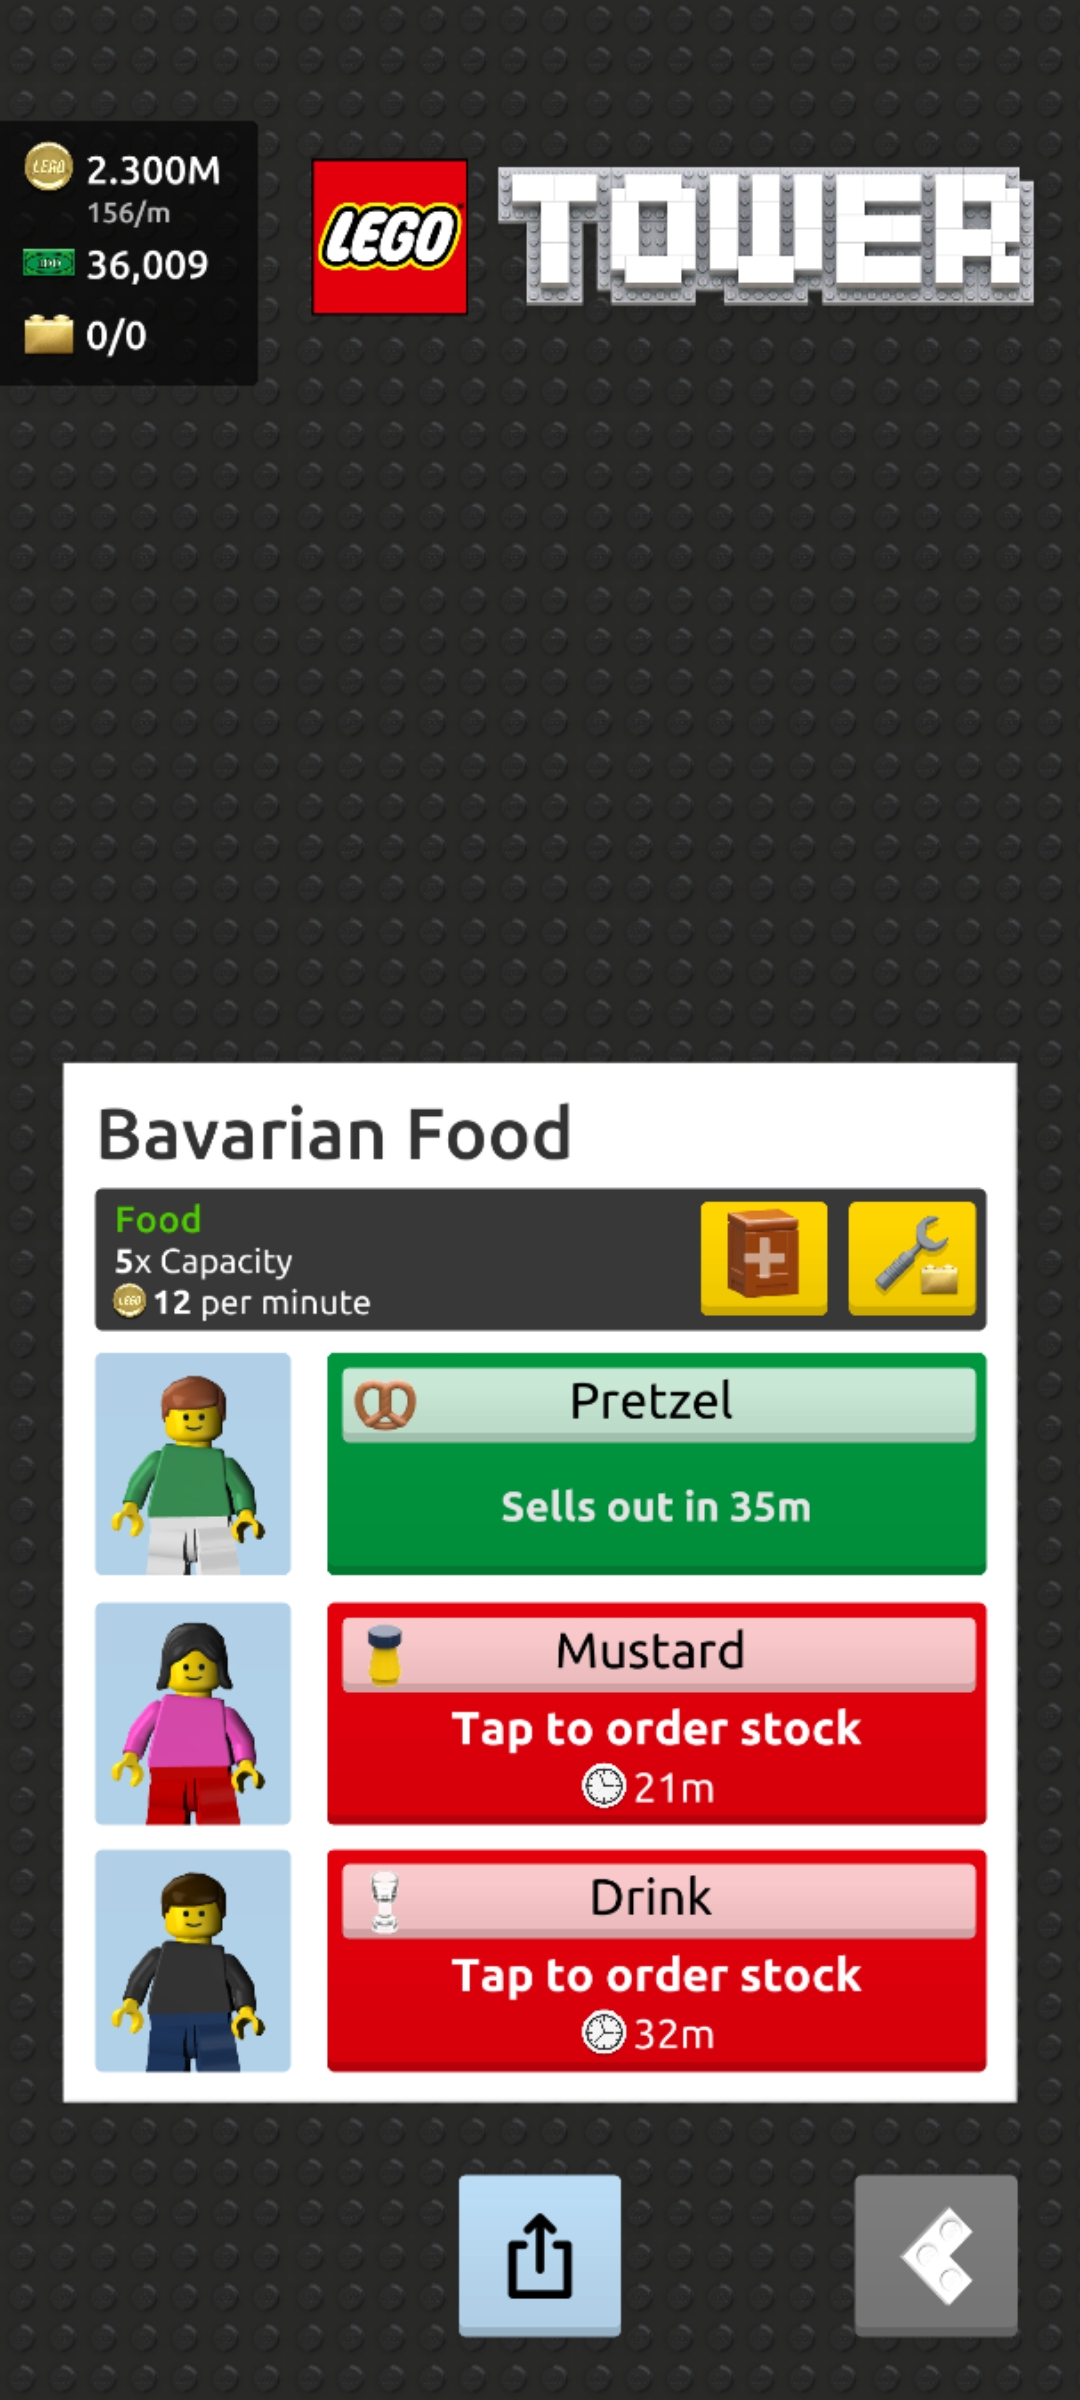 2.300M
156/m
36,009
0/0
LEGO
TOWER
Bavarian Food
Food
5x Capacity
12 per minute
Pretzel
Sells out in 35m
Mustard
Tap to order stock
21m
Drink
Tap to order stock
32m